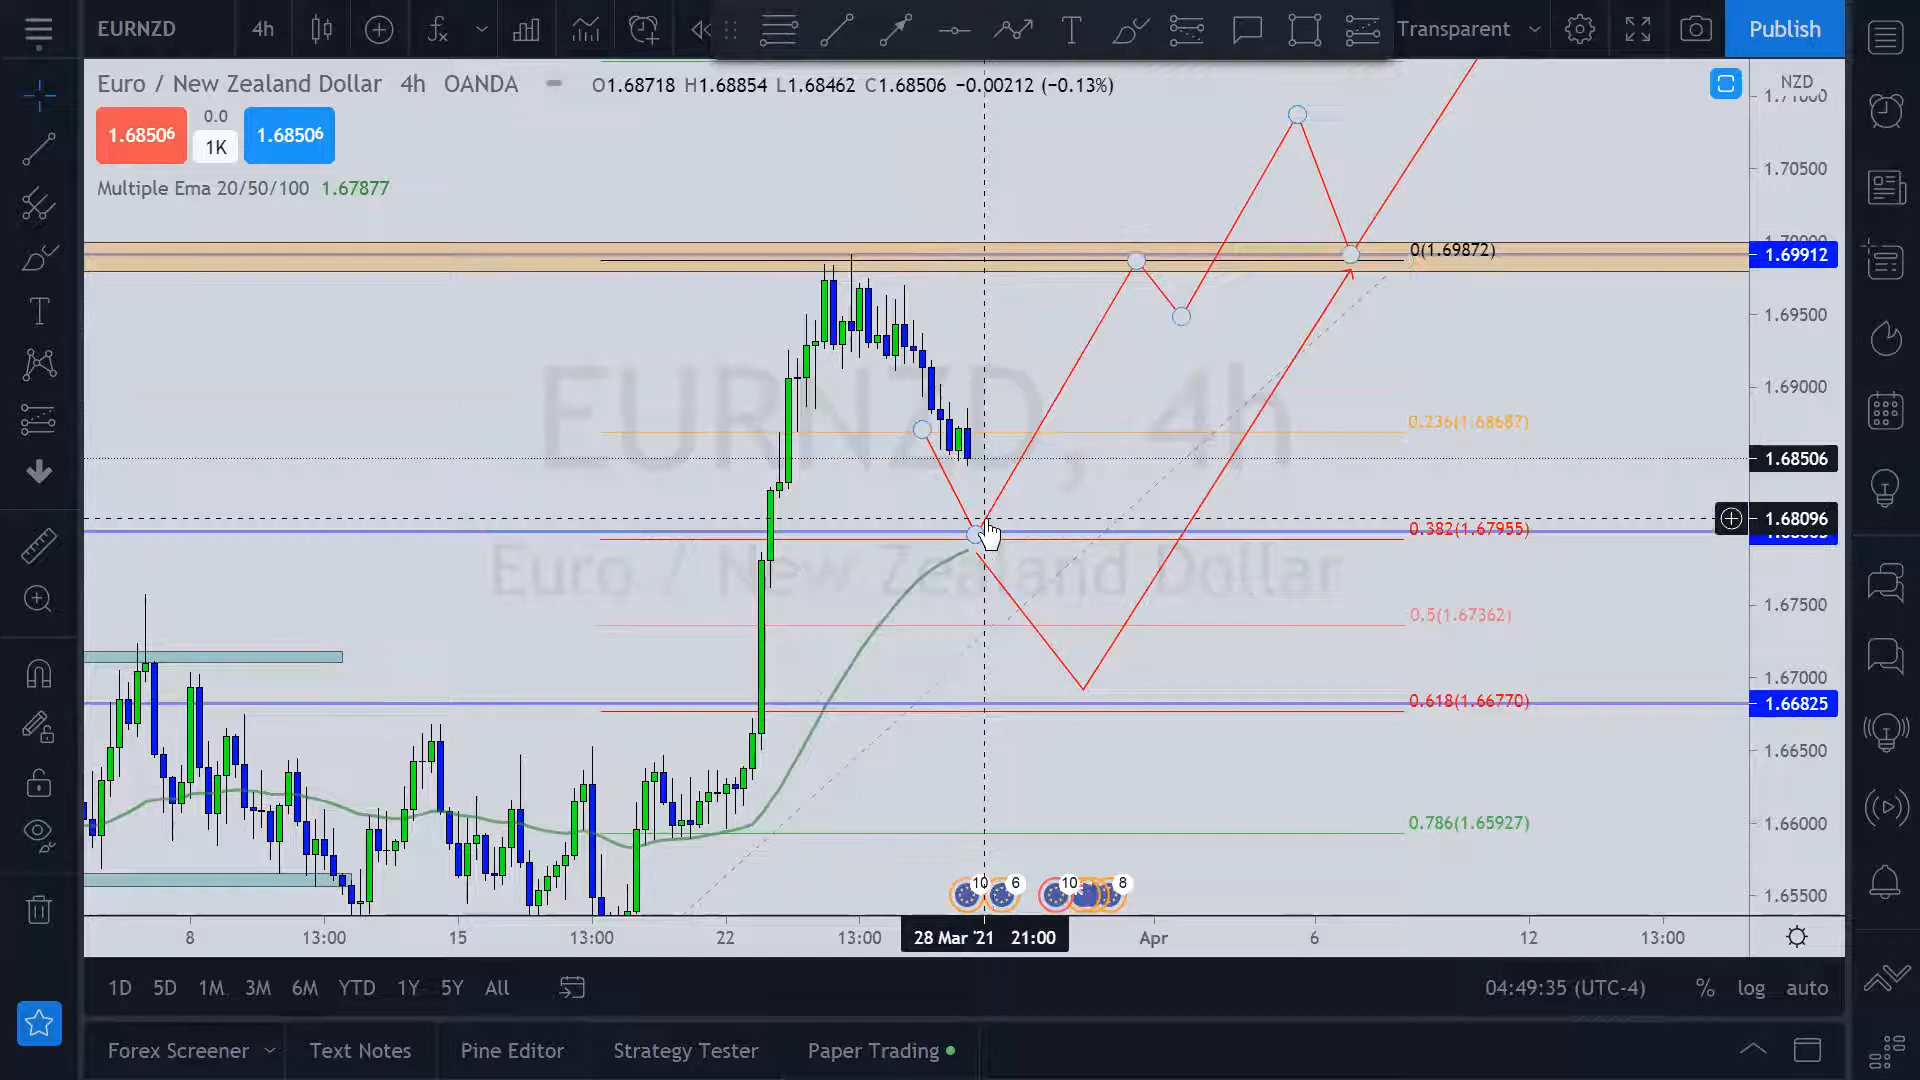 EURNZD 4h Transparent Publish
Euro / New Zealand Dollar 4h OANDA O1.68718 H1.68854 L1.68462 C1.68506 −0.00212 (−0.13%)
NZD
1.71000
1.68506 0.0 1K 1.68506
Multiple Ema 20/50/100 1.67877
1.70500
1.70000
0(1.69872)
1.69912
1.69500
1.69000
EURNZD, 4h
0.236(1.68687)
1.68506
1.68096
0.382(1.67955)
Euro / New Zealand Dollar
1.67500
0.5(1.67362)
1.67000
0.618(1.66770)
1.66825
1.66500
0.786(1.65927)
1.66000
10 6 10 8
1.65500
8 13:00 15 13:00 22 13:00 28 Mar '21 21:00 Apr 6 12 13:00
1D 5D 1M 3M 6M YTD 1Y 5Y All 04:49:35 (UTC-4) % log auto
Forex Screener Text Notes Pine Editor Strategy Tester Paper Trading